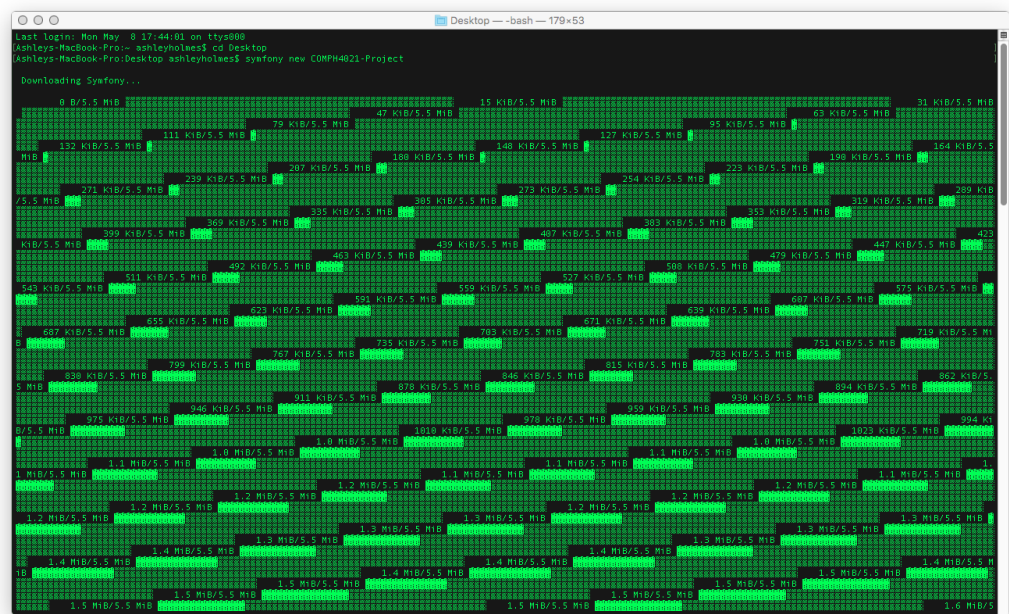 Desktop — -bash — 179×53
Last login: Mon May  8 17:44:01 on ttys000
[Ashleys-MacBook-Pro:~ ashleyholmes$ cd Desktop ]
[Ashleys-MacBook-Pro:Desktop ashleyholmes$ symfony new COMPH4021-Project ]
Downloading Symfony...
0 B/5.5 MiB 15 KiB/5.5 MiB 31 KiB/5.5 MiB
47 KiB/5.5 MiB 63 KiB/5.5 MiB
79 KiB/5.5 MiB 95 KiB/5.5 MiB
111 KiB/5.5 MiB 127 KiB/5.5 MiB
132 KiB/5.5 MiB 148 KiB/5.5 MiB 164 KiB/5.5
MiB 180 KiB/5.5 MiB 198 KiB/5.5 MiB
207 KiB/5.5 MiB 223 KiB/5.5 MiB
239 KiB/5.5 MiB 254 KiB/5.5 MiB
271 KiB/5.5 MiB 273 KiB/5.5 MiB 289 KiB
/5.5 MiB 305 KiB/5.5 MiB 319 KiB/5.5 MiB
335 KiB/5.5 MiB 353 KiB/5.5 MiB
369 KiB/5.5 MiB 383 KiB/5.5 MiB
399 KiB/5.5 MiB 407 KiB/5.5 MiB 423
KiB/5.5 MiB 439 KiB/5.5 MiB 447 KiB/5.5 MiB
463 KiB/5.5 MiB 479 KiB/5.5 MiB
492 KiB/5.5 MiB 508 KiB/5.5 MiB
511 KiB/5.5 MiB 527 KiB/5.5 MiB
543 KiB/5.5 MiB 559 KiB/5.5 MiB 575 KiB/5.5 MiB
591 KiB/5.5 MiB 607 KiB/5.5 MiB
623 KiB/5.5 MiB 639 KiB/5.5 MiB
655 KiB/5.5 MiB 671 KiB/5.5 MiB
687 KiB/5.5 MiB 703 KiB/5.5 MiB 719 KiB/5.5 Mi
B 735 KiB/5.5 MiB 751 KiB/5.5 MiB
767 KiB/5.5 MiB 783 KiB/5.5 MiB
799 KiB/5.5 MiB 815 KiB/5.5 MiB
830 KiB/5.5 MiB 846 KiB/5.5 MiB 862 KiB/5.
5 MiB 878 KiB/5.5 MiB 894 KiB/5.5 MiB
911 KiB/5.5 MiB 930 KiB/5.5 MiB
946 KiB/5.5 MiB 959 KiB/5.5 MiB
975 KiB/5.5 MiB 978 KiB/5.5 MiB 994 Ki
B/5.5 MiB 1010 KiB/5.5 MiB 1023 KiB/5.5 MiB
1.0 MiB/5.5 MiB 1.0 MiB/5.5 MiB
1.0 MiB/5.5 MiB 1.1 MiB/5.5 MiB
1.1 MiB/5.5 MiB 1.1 MiB/5.5 MiB 1.
1 MiB/5.5 MiB 1.1 MiB/5.5 MiB 1.1 MiB/5.5 MiB
1.2 MiB/5.5 MiB 1.2 MiB/5.5 MiB
1.2 MiB/5.5 MiB 1.2 MiB/5.5 MiB
1.2 MiB/5.5 MiB 1.3 MiB/5.5 MiB 1.3 MiB/5.5 MiB
1.3 MiB/5.5 MiB 1.3 MiB/5.5 MiB
1.3 MiB/5.5 MiB 1.3 MiB/5.5 MiB
1.4 MiB/5.5 MiB 1.4 MiB/5.5 MiB
1.4 MiB/5.5 MiB 1.4 MiB/5.5 MiB 1.4 MiB/5.5 M
iB 1.4 MiB/5.5 MiB 1.5 MiB/5.5 MiB
1.5 MiB/5.5 MiB 1.5 MiB/5.5 MiB
1.5 MiB/5.5 MiB 1.5 MiB/5.5 MiB
1.5 MiB/5.5 MiB 1.5 MiB/5.5 MiB 1.6 MiB/5